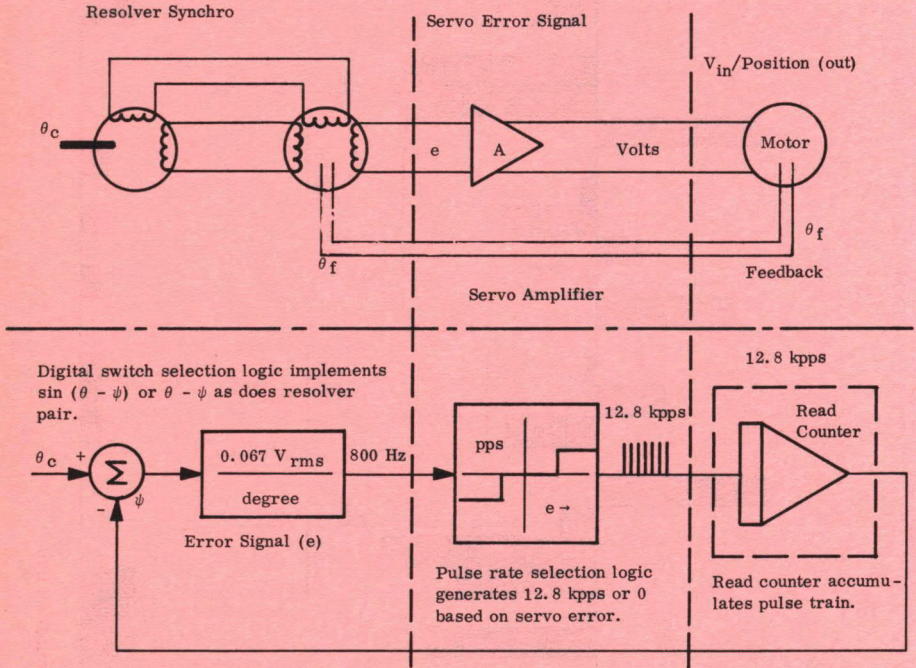 Resolver Synchro
Servo Error Signal
V in/Position (out)
θc
e
A
Volts
Motor
θf
θf
Feedback
Servo Amplifier
Digital switch selection logic implements
sin (θ - ψ) or θ - ψ as does resolver
pair.
12.8 kpps
θc
+
Σ
-
ψ
0.067 V rms
degree
800 Hz
Error Signal (e)
pps
e →
12.8 kpps
Read
Counter
Pulse rate selection logic
generates 12.8 kpps or 0
based on servo error.
Read counter accumu-
lates pulse train.